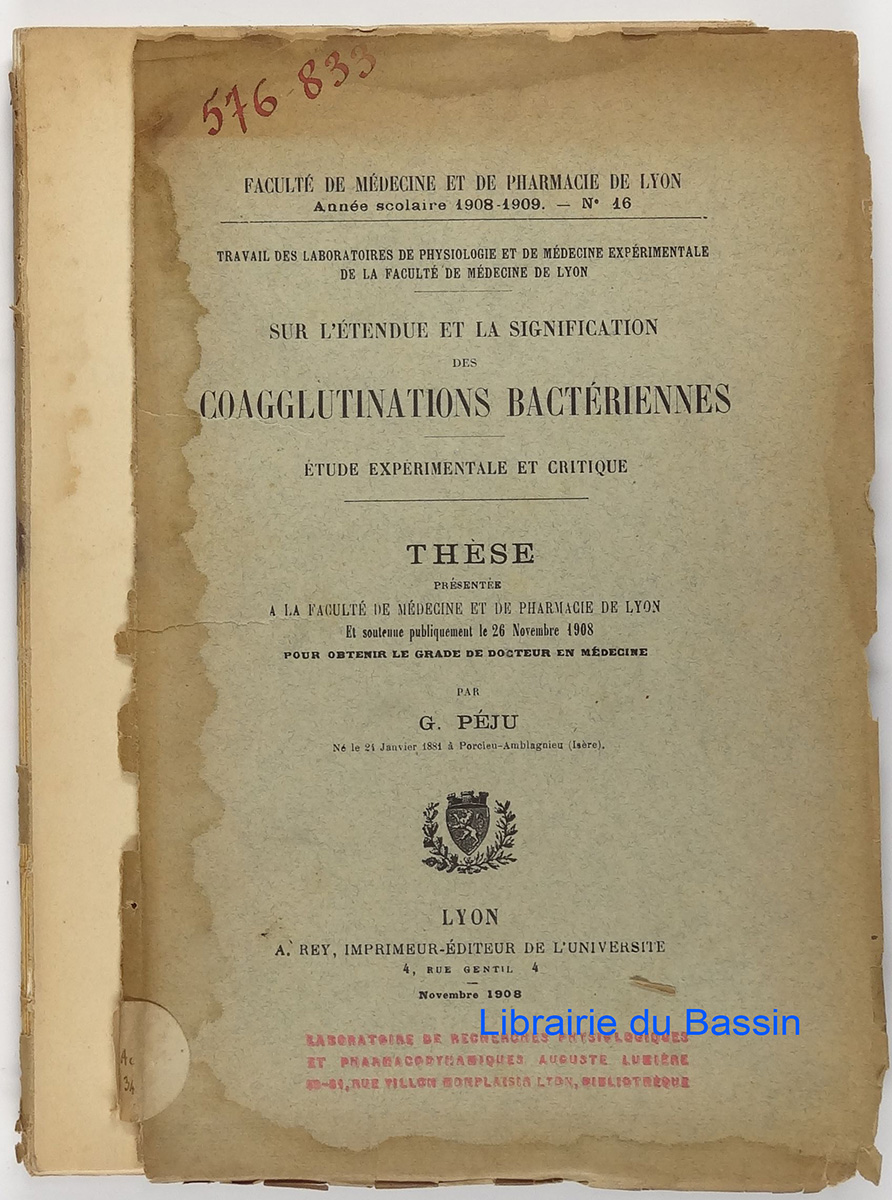 576 833
FACULTÉ DE MÉDECINE ET DE PHARMACIE DE LYON
Année scolaire 1908-1909. — N° 16
TRAVAIL DES LABORATOIRES DE PHYSIOLOGIE ET DE MÉDECINE EXPÉRIMENTALE
DE LA FACULTÉ DE MÉDECINE DE LYON
SUR L'ÉTENDUE ET LA SIGNIFICATION
DES
COAGGLUTINATIONS BACTÉRIENNES
ÉTUDE EXPÉRIMENTALE ET CRITIQUE
THÈSE
PRÉSENTÉE
A LA FACULTÉ DE MÉDECINE ET DE PHARMACIE DE LYON
Et soutenue publiquement le 26 Novembre 1908
POUR OBTENIR LE GRADE DE DOCTEUR EN MÉDECINE
PAR
G. PÉJU
Né le 21 Janvier 1881 à Porcieu-Amblagnieu (Isère).
LYON
A. REY, IMPRIMEUR-ÉDITEUR DE L'UNIVERSITÉ
4, RUE GENTIL 4
Novembre 1908
Librairie du Bassin
LABORATOIRE DE RECHERCHES PHYSIOLOGIQUES
ET PHARMACODYNAMIQUES AUGUSTE LUMIÈRE
RUE VILLON MONPLAISIR LYON, BIBLIOTHÈQUE